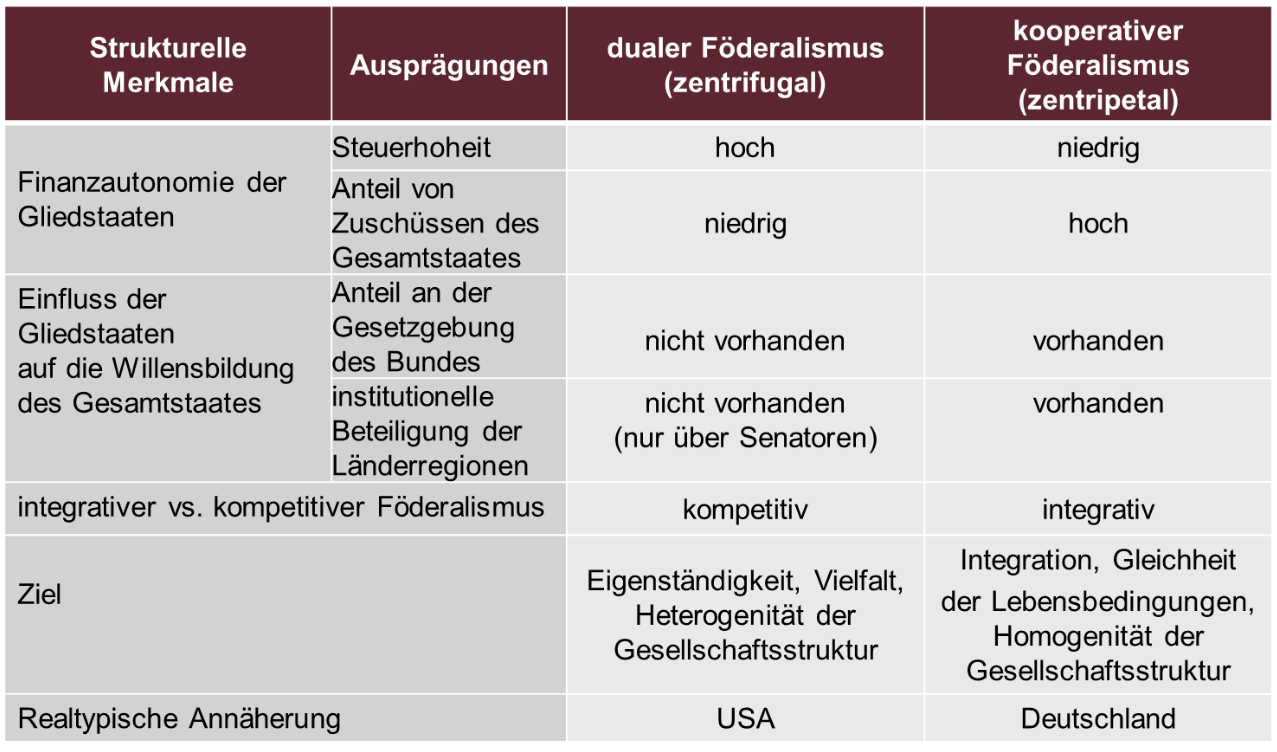 Strukturelle
Merkmale
Ausprägungen
dualer Föderalismus
(zentrifugal)
kooperativer
Föderalismus
(zentripetal)
Finanzautonomie der
Gliedstaaten
Steuerhoheit
hoch
niedrig
Anteil von
Zuschüssen des
Gesamtstaates
niedrig
hoch
Einfluss der
Gliedstaaten
auf die Willensbildung
des Gesamtstaates
Anteil an der
Gesetzgebung
des Bundes
nicht vorhanden
vorhanden
institutionelle
Beteiligung der
Länderregionen
nicht vorhanden
(nur über Senatoren)
vorhanden
integrativer vs. kompetitiver Föderalismus
kompetitiv
integrativ
Ziel
Eigenständigkeit, Vielfalt,
Heterogenität der
Gesellschaftsstruktur
Integration, Gleichheit
der Lebensbedingungen,
Homogenität der
Gesellschaftsstruktur
Realtypische Annäherung
USA
Deutschland